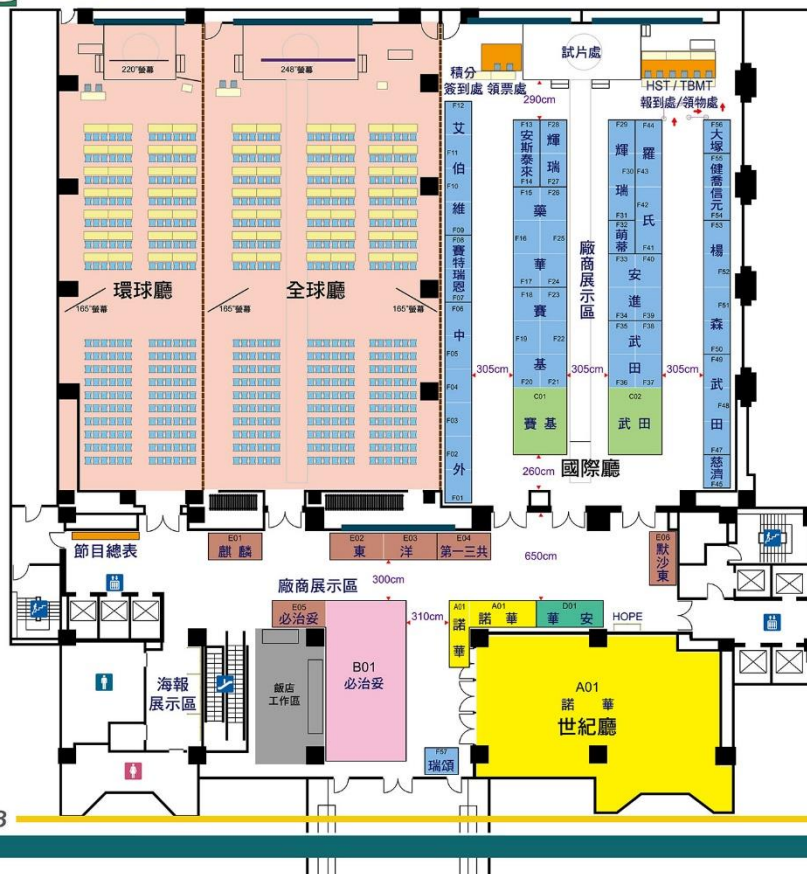 220"螢幕
248"螢幕
試片處
積分
簽到處 領票處
HST / TBMT
報到處/領物處
290cm
F12
艾伯維
F11
F10
F09
F08
賽特瑞恩
F07
F06
中外
F05
F04
F03
F02
F01
F13
安斯泰來
F14
F28
輝瑞
F27
F15
藥華
F26
F16
F25
F17
F24
F18
賽基
F23
F19
F22
F20
F21
C01
賽基
F29
輝瑞
F30
F31
F44
羅氏
F43
F42
F41
F32
萌蒂
F33
安進
F40
F34
F39
F35
武田
F38
F36
F37
C02
武田
F56
大塚
F55
健喬信元
F54
F53
楊森
F52
F51
F50
F49
武田
F48
F47
慈濟
F45
廠商展示區
環球廳
全球廳
165"螢幕
165"螢幕
165"螢幕
305cm
305cm
305cm
260cm
國際廳
節目總表
E01
麒麟
E02
東洋
E03
E04
第一三共
650cm
E06
默沙東
300cm
廠商展示區
310cm
E05
必治妥
B01
必治妥
A01
諾華
A01
諾華
D01
華安
HOPE
海報
展示區
飯店
工作區
A01
諾華
世紀廳
F57
瑞頌